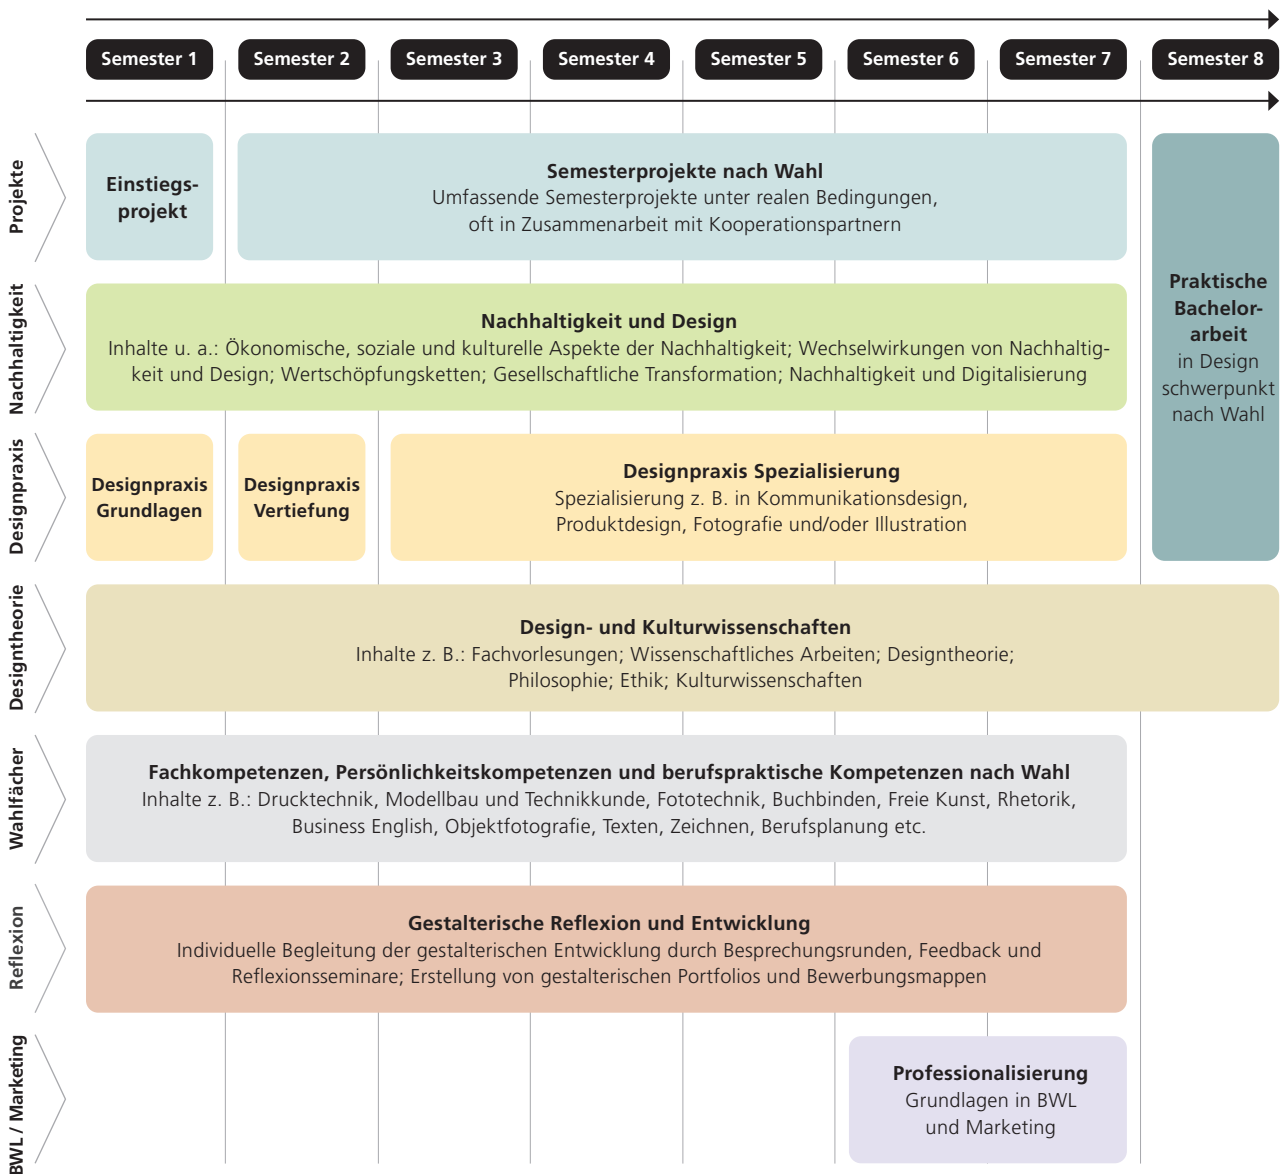 Semester 1
Semester 2
Semester 3
Semester 4
Semester 5
Semester 6
Semester 7
Semester 8
Projekte
Einstiegs-
projekt
Semesterprojekte nach Wahl
Umfassende Semesterprojekte unter realen Bedingungen,
oft in Zusammenarbeit mit Kooperationspartnern
Praktische
Bachelor-
arbeit
in Design
schwerpunkt
nach Wahl
Nachhaltigkeit
Nachhaltigkeit und Design
Inhalte u. a.: Ökonomische, soziale und kulturelle Aspekte der Nachhaltigkeit; Wechselwirkungen von Nachhaltig-
keit und Design; Wertschöpfungsketten; Gesellschaftliche Transformation; Nachhaltigkeit und Digitalisierung
Designpraxis
Designpraxis
Grundlagen
Designpraxis
Vertiefung
Designpraxis Spezialisierung
Spezialisierung z. B. in Kommunikationsdesign,
Produktdesign, Fotografie und/oder Illustration
Designtheorie
Design- und Kulturwissenschaften
Inhalte z. B.: Fachvorlesungen; Wissenschaftliches Arbeiten; Designtheorie;
Philosophie; Ethik; Kulturwissenschaften
Wahlfächer
Fachkompetenzen, Persönlichkeitskompetenzen und berufspraktische Kompetenzen nach Wahl
Inhalte z. B.: Drucktechnik, Modellbau und Technikkunde, Fototechnik, Buchbinden, Freie Kunst, Rhetorik,
Business English, Objektfotografie, Texten, Zeichnen, Berufsplanung etc.
Reflexion
Gestalterische Reflexion und Entwicklung
Individuelle Begleitung der gestalterischen Entwicklung durch Besprechungsrunden, Feedback und
Reflexionsseminare; Erstellung von gestalterischen Portfolios und Bewerbungsmappen
BWL / Marketing
Professionalisierung
Grundlagen in BWL
und Marketing